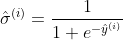 \hat{\sigma}^{(i)} = \frac{1}{1 + e^{-\hat{y}^{(i)}}}